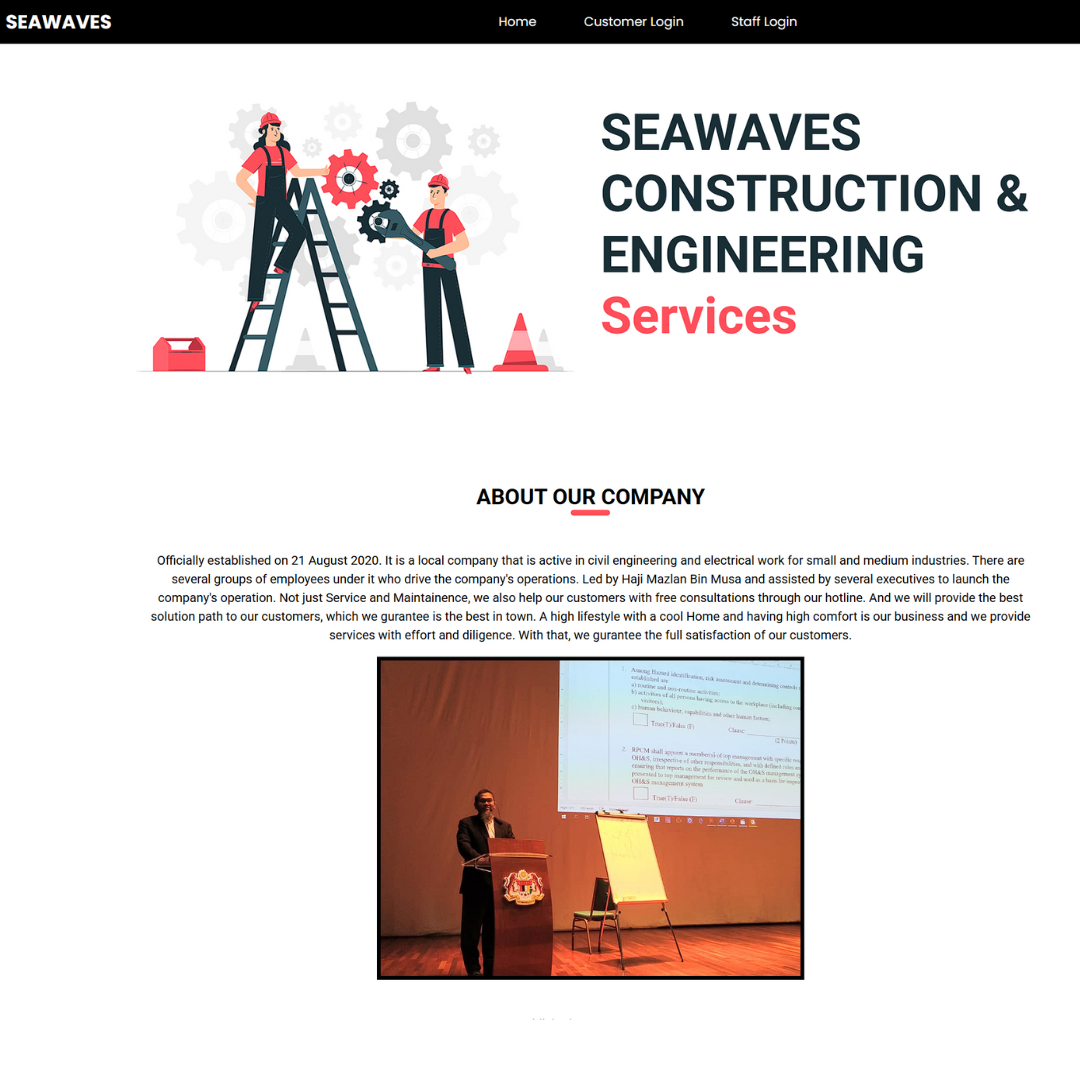 SEAWAVES
Home Customer Login Staff Login
SEAWAVES
CONSTRUCTION &
ENGINEERING
Services
ABOUT OUR COMPANY
Officially established on 21 August 2020. It is a local company that is active in civil engineering and electrical work for small and medium industries. There are
several groups of employees under it who drive the company's operations. Led by Haji Mazlan Bin Musa and assisted by several executives to launch the
company's operation. Not just Service and Maintainence, we also help our customers with free consultations through our hotline. And we will provide the best
solution path to our customers, which we gurantee is the best in town. A high lifestyle with a cool Home and having high comfort is our business and we provide
services with effort and diligence. With that, we gurantee the full satisfaction of our customers.
1. Among Hazard identification, risk assessment and determining controls
established are
a) routine and non-routine activities;
b) activities of all persons having access to the workplace (including
visitors);
c) human behaviour, capabilities and other human factors;
True(T)/False (F) Clause:
(2 Points)
2. RPCM shall appoint a member(s) of top management with specific
OH&S, irrespective of other responsibilities, and with defined roles
ensuring that reports on the performance of the OH&S management
presented to top management for review and used as a basis for
OH&S management system
True(T)/False (F) Clause: